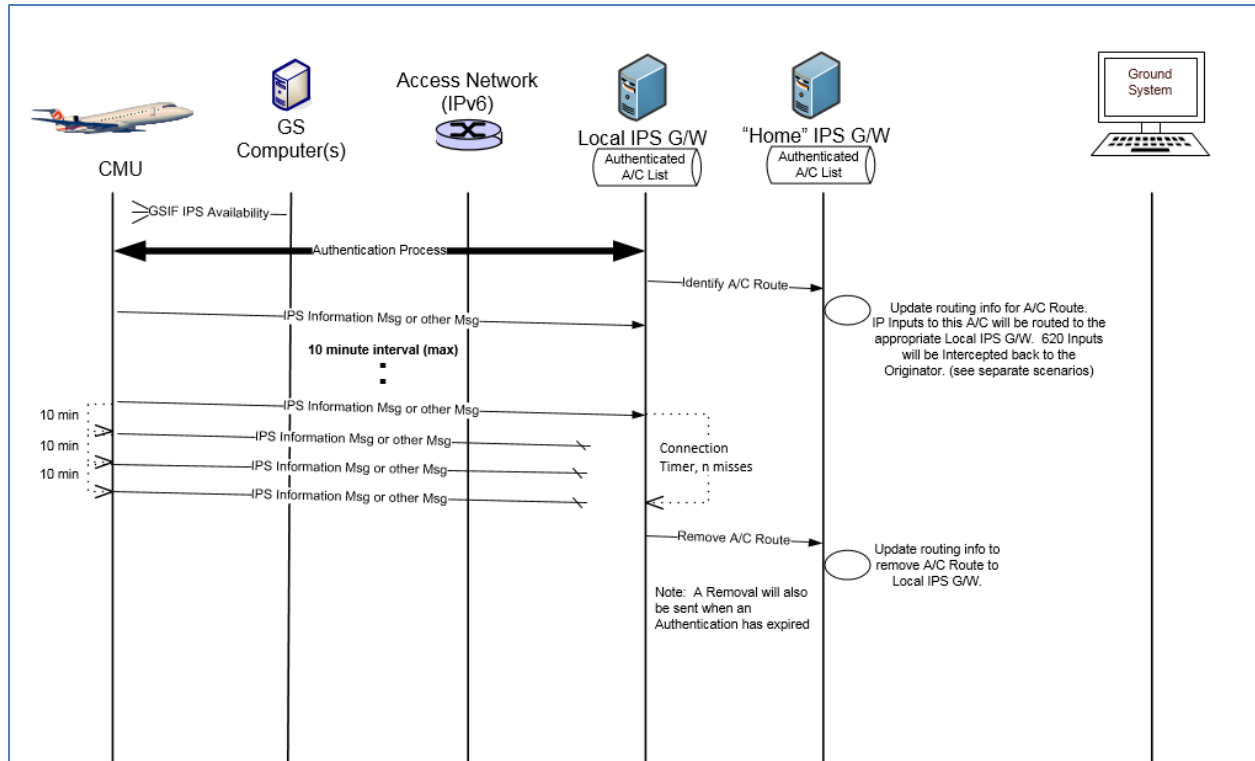 CMU
GS
Computer(s)
Access Network
(IPv6)
Local IPS G/W
Authenticated
A/C List
“Home” IPS G/W
Authenticated
A/C List
Ground
System
GSIF IPS Availability
Authentication Process
Identify A/C Route
Update routing info for A/C Route.
IP Inputs to this A/C will be routed to the
appropriate Local IPS G/W. 620 Inputs
will be Intercepted back to the
Originator. (see separate scenarios)
IPS Information Msg or other Msg
10 minute interval (max)
IPS Information Msg or other Msg
10 min
IPS Information Msg or other Msg
10 min
IPS Information Msg or other Msg
10 min
IPS Information Msg or other Msg
Connection
Timer, n misses
Remove A/C Route
Update routing info to
remove A/C Route to
Local IPS G/W.
Note: A Removal will also
be sent when an
Authentication has expired